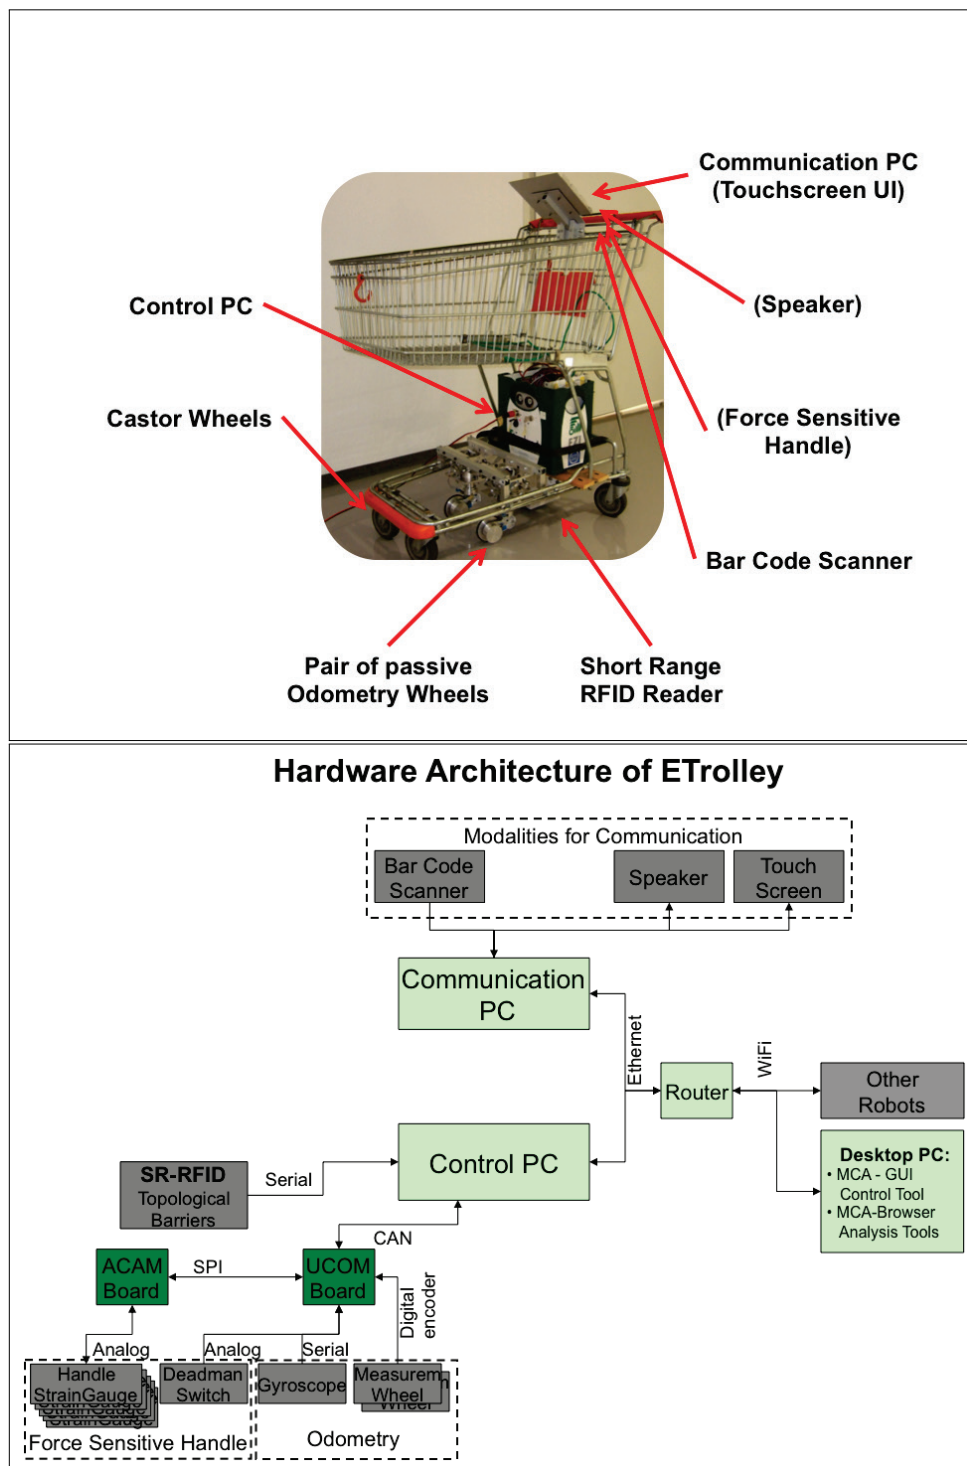 Communication PC
(Touchscreen UI)
Control PC
(Speaker)
Castor Wheels
(Force Sensitive
Handle)
Bar Code Scanner
Pair of passive
Odometry Wheels
Short Range
RFID Reader
Hardware Architecture of ETrolley
Modalities for Communication
Bar Code
Scanner
Speaker
Touch
Screen
Communication
PC
Ethernet
WiFi
Router
Other
Robots
Control PC
Desktop PC:
• MCA - GUI
Control Tool
• MCA-Browser
Analysis Tools
SR-RFID
Topological
Barriers
Serial
CAN
ACAM
Board
SPI
UCOM
Board
Digital
encoder
Analog
Analog
Serial
Handle
StrainGauge
Deadman
Switch
Gyroscope
Measurem
Wheel
Force Sensitive Handle
Odometry